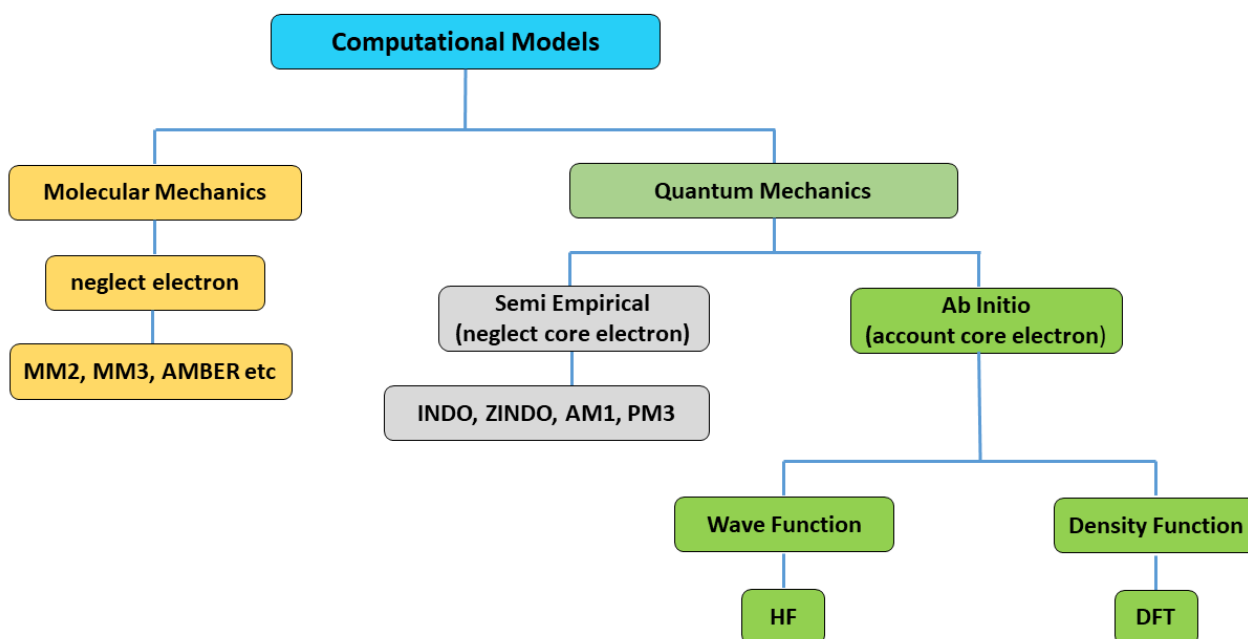 Computational Models
Molecular Mechanics
Quantum Mechanics
neglect electron
Semi Empirical
(neglect core electron)
Ab Initio
(account core electron)
MM2, MM3, AMBER etc
INDO, ZINDO, AM1, PM3
Wave Function
Density Function
HF
DFT